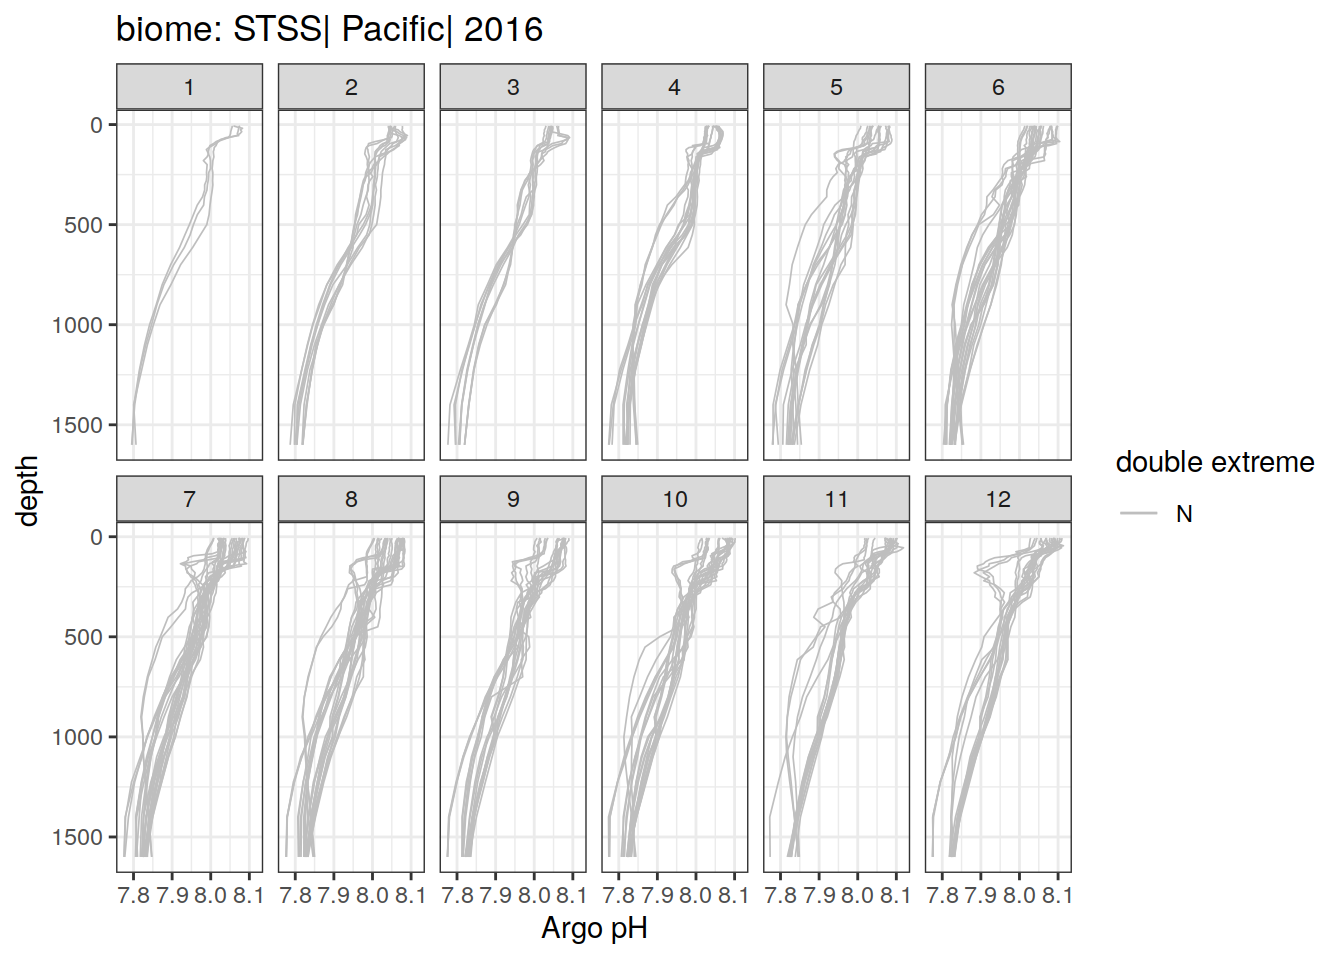 biome: STSS| Pacific| 2016
1 2 3 4 5 6
0
500
1000
1500
depth
7 8 9 10 11 12
0
500
1000
1500
7.8 7.9 8.0 8.1 7.8 7.9 8.0 8.1 7.8 7.9 8.0 8.1 7.8 7.9 8.0 8.1 7.8 7.9 8.0 8.1 7.8 7.9 8.0 8.1
Argo pH
double extreme
N